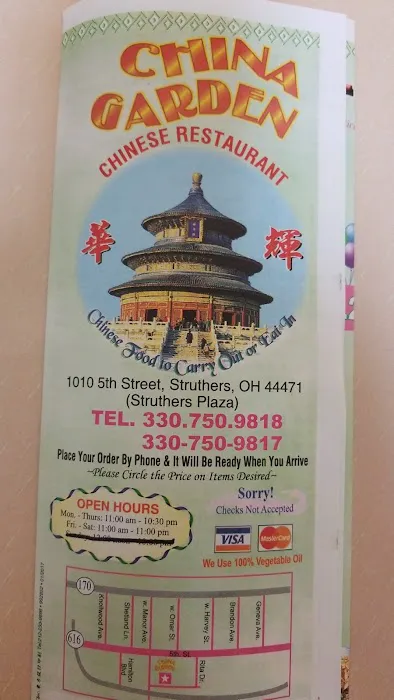 CHINA
GARDEN
CHINESE RESTAURANT
華 輝
Chinese Food to Carry Out or Eat In
1010 5th Street, Struthers, OH 44471
(Struthers Plaza)
TEL. 330.750.9818
330-750-9817
Place Your Order By Phone & It Will Be Ready When You Arrive
~Please Circle the Price on Items Desired~
OPEN HOURS
Mon. - Thurs: 11:00 am - 10:30 pm
Fri. - Sat: 11:00 am - 11:00 pm
Sorry!
Checks Not Accepted
VISA MasterCard
We Use 100% Vegetable Oil
170
616
Knollwood Ave.
Shetland Ln.
w. Manor Ave.
w. Omar St.
w. Harvey St.
Brandon Ave.
Geneva Ave.
5th St.
Hamilton Blvd.
CHINA GARDEN
Rita Dr.